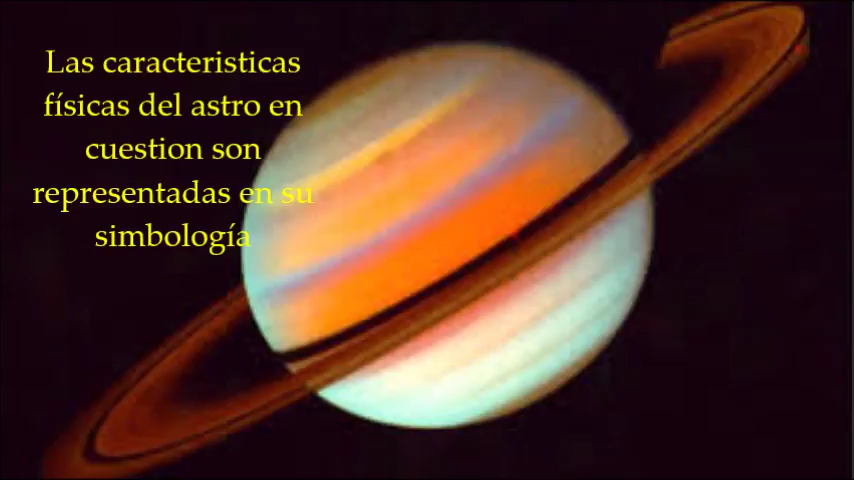 Las caracteristicas
físicas del astro en
cuestion son
representadas en su
simbología